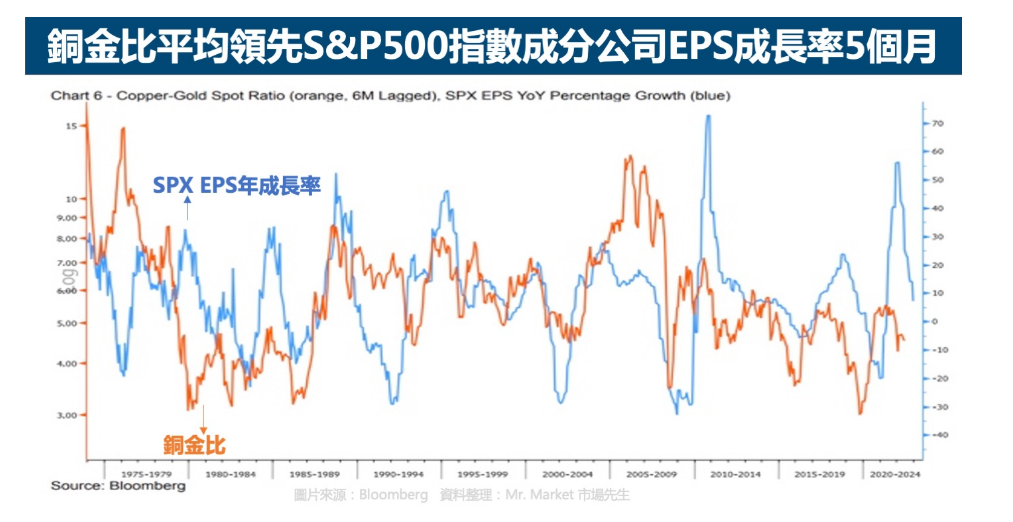 銅金比平均領先S&P500指數成分公司EPS成長率5個月
Chart 6 - Copper-Gold Spot Ratio (orange, 6M Lagged), SPX EPS YoY Percentage Growth (blue)
15
10
9.00
8.00
7.00
6.00
5.00
4.00
3.00
og
SPX EPS年成長率
銅金比
70
60
50
40
30
20
10
0
-10
-20
-30
-40
1975-1979 1980-1984 1985-1989 1990-1994 1995-1999 2000-2004 2005-2009 2010-2014 2015-2019 2020-2024
Source: Bloomberg
圖片來源：Bloomberg 資料整理：Mr. Market 市場先生